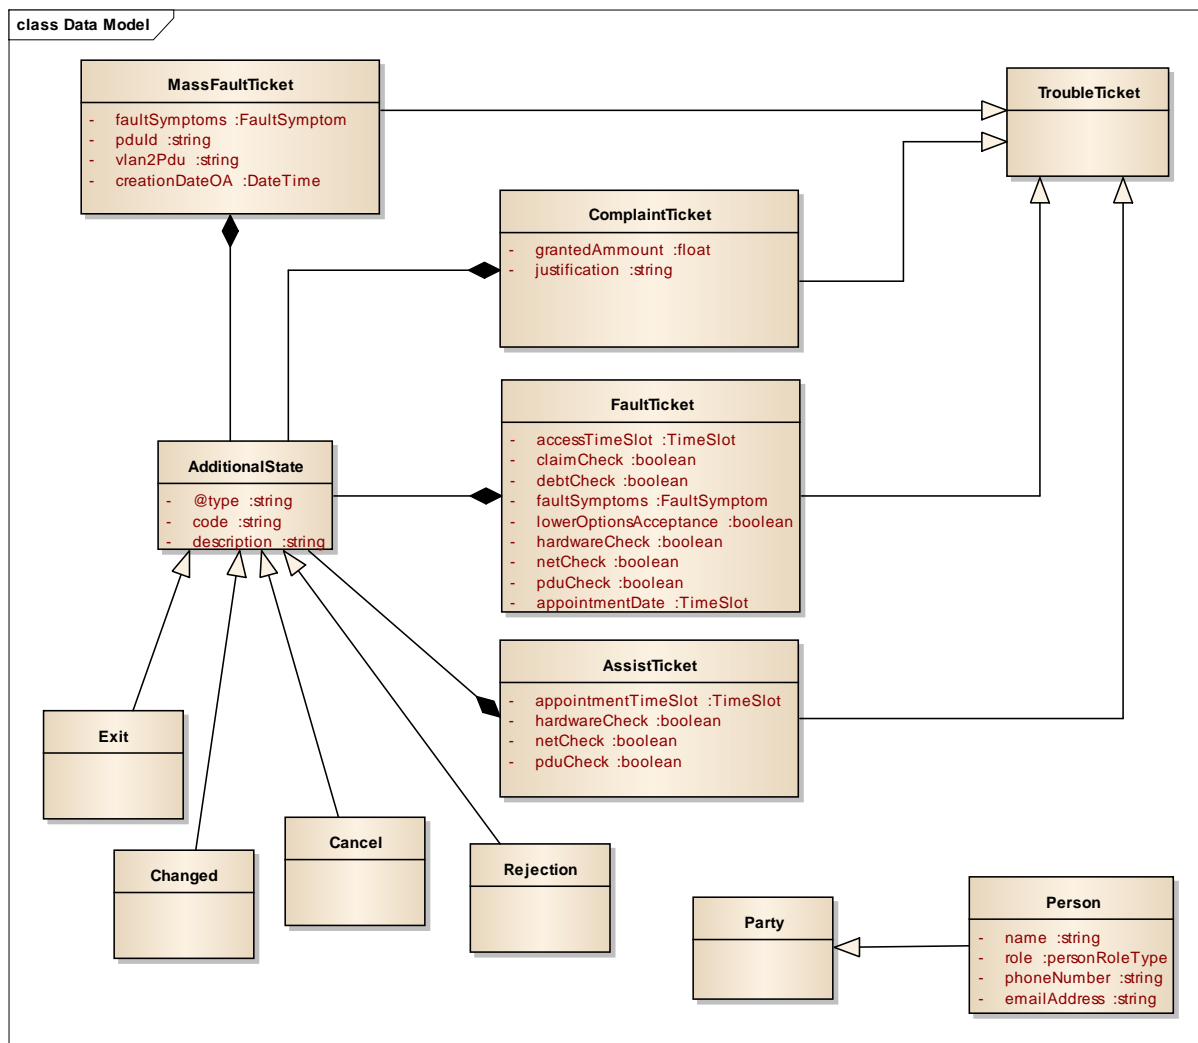 class Data Model
MassFaultTicket
- faultSymptoms :FaultSymptom
- pduId :string
- vlan2Pdu :string
- creationDateOA :DateTime
TroubleTicket
ComplaintTicket
- grantedAmmount :float
- justification :string
FaultTicket
- accessTimeSlot :TimeSlot
- claimCheck :boolean
- debtCheck :boolean
- faultSymptoms :FaultSymptom
- lowerOptionsAcceptance :boolean
- hardwareCheck :boolean
- netCheck :boolean
- pduCheck :boolean
- appointmentDate :TimeSlot
AdditionalState
- @type :string
- code :string
- description :string
AssistTicket
- appointmentTimeSlot :TimeSlot
- hardwareCheck :boolean
- netCheck :boolean
- pduCheck :boolean
Exit
Changed
Cancel
Rejection
Party
Person
- name :string
- role :personRoleType
- phoneNumber :string
- emailAddress :string